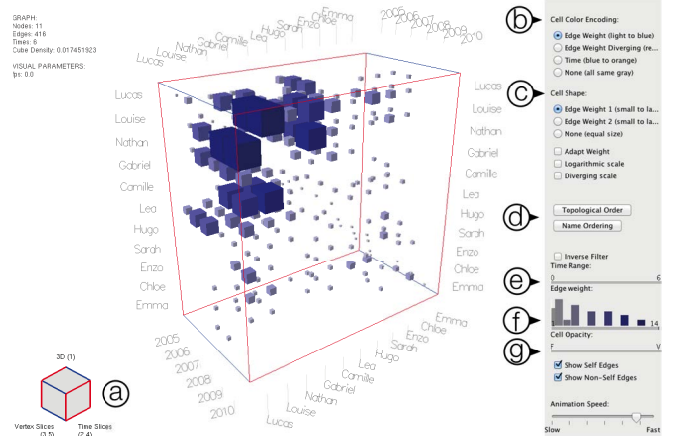 GRAPH:
Nodes: 11
Edges: 416
Times: 6
Cube Density: 0.017451923
VISUAL PARAMETERS:
fps: 0.0
Lucas
Louise
Nathan
Gabriel
Camille
Lea
Hugo
Sarah
Enzo
Chloe
Emma
2005
2006
2007
2008
2009
2010
Lucas
Louise
Nathan
Gabriel
Camille
Lea
Hugo
Sarah
Enzo
Chloe
Emma
Lucas
Louise
Nathan
Gabriel
Camille
Lea
Hugo
Sarah
Enzo
Chloe
Emma
2005
2006
2007
2008
2009
2010
Lucas
Louise
Nathan
Gabriel
Camille
Lea
Hugo
Sarah
Enzo
Chloe
Emma
3D (1)
a
Vertex Slices
(3,5)
Time Slices
(2,4)
b
Cell Color Encoding:
Edge Weight (light to blue)
Edge Weight Diverging (re...
Time (blue to orange)
None (all same gray)
c
Cell Shape:
Edge Weight 1 (small to la...
Edge Weight 2 (small to la...
None (equal size)
Adapt Weight
Logarithmic scale
Diverging scale
d
Topological Order
Name Ordering
Inverse Filter
Time Range:
e
0 6
Edge weight:
f
1 14
Cell Opacity:
g
F V
Show Self Edges
Show Non-Self Edges
Animation Speed:
Slow Fast